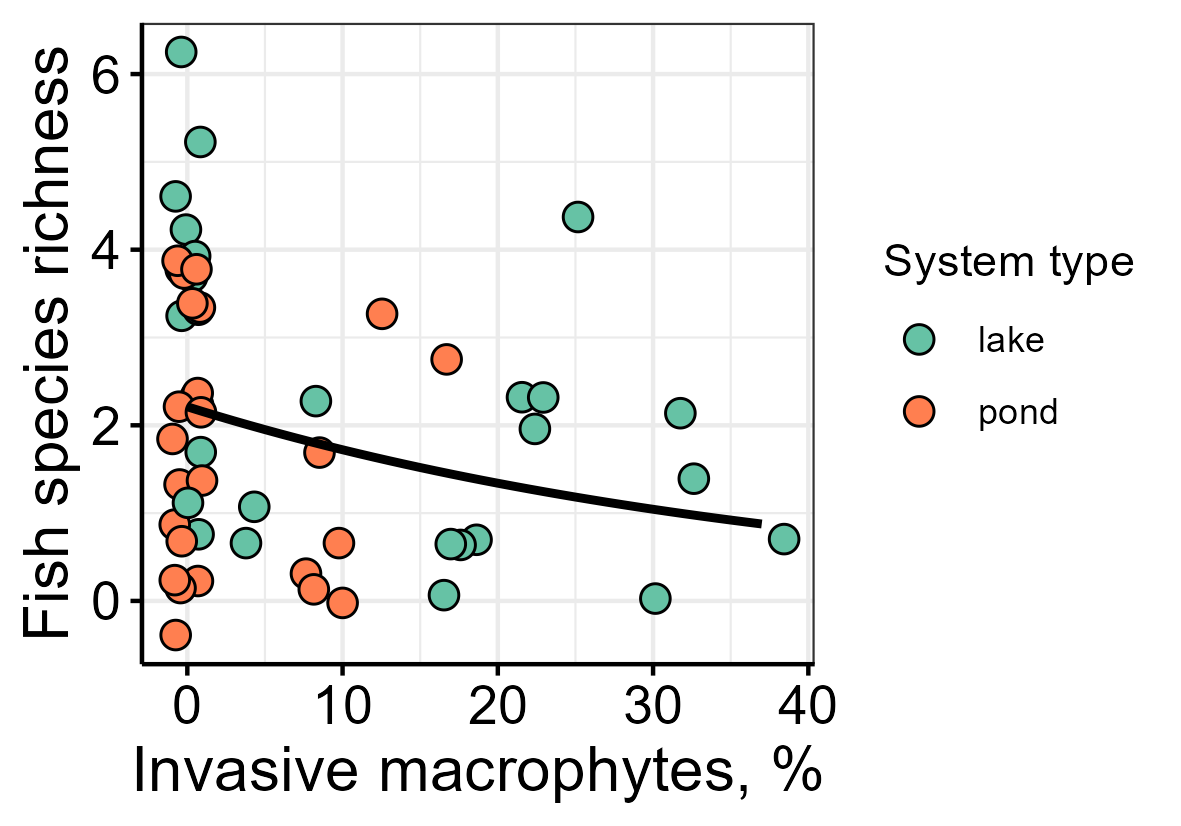 Fish species richness
6
4
2
0
0 10 20 30 40
Invasive macrophytes, %
System type
lake
pond